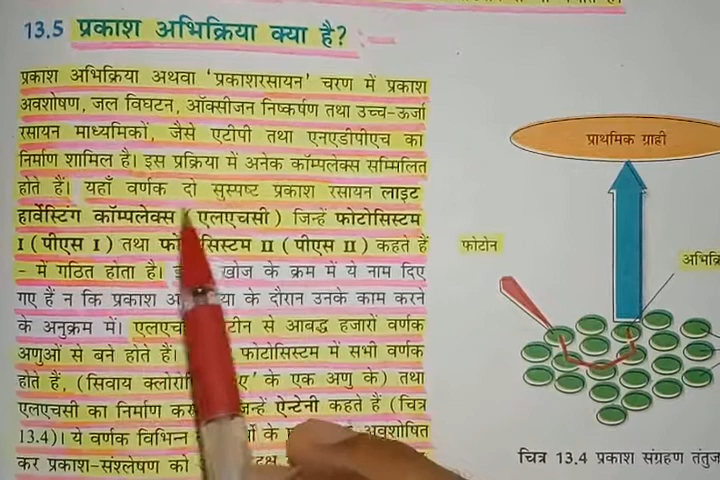 13.5 प्रकाश अभिक्रिया क्या है?
प्रकाश अभिक्रिया अथवा 'प्रकाशरसायन' चरण में प्रकाश
अवशोषण, जल विघटन, ऑक्सीजन निष्कर्षण तथा उच्च-ऊर्जा
रसायन माध्यमिकों, जैसे एटीपी तथा एनएडीपीएच का
निर्माण शामिल है। इस प्रक्रिया में अनेक कॉम्पलेक्स सम्मिलित
होते हैं। यहाँ वर्णक दो सुस्पष्ट प्रकाश रसायन लाइट
हार्वेस्टिंग कॉम्पलेक्स एलएचसी) जिन्हें फोटोसिस्टम
I (पीएस I) तथा II (पीएस II) कहते हैं
- में गठित होता है। खोज के क्रम में ये नाम दिए
गए हैं न कि प्रकाश के दौरान उनके काम करने
के अनुक्रम में। से आबद्ध हजारों वर्णक
अणुओं से बने होते हैं। फोटोसिस्टम में सभी वर्णक
होते हैं, (सिवाय के एक अणु के) तथा
एलएचसी का निर्माण जिन्हें ऐन्टेनी कहते हैं (चित्र
13.4)। ये वर्णक विभिन्न के अवशोषित
कर प्रकाश-संश्लेषण को
प्राथमिक ग्राही
फोटोन
चित्र 13.4 प्रकाश संग्रहण